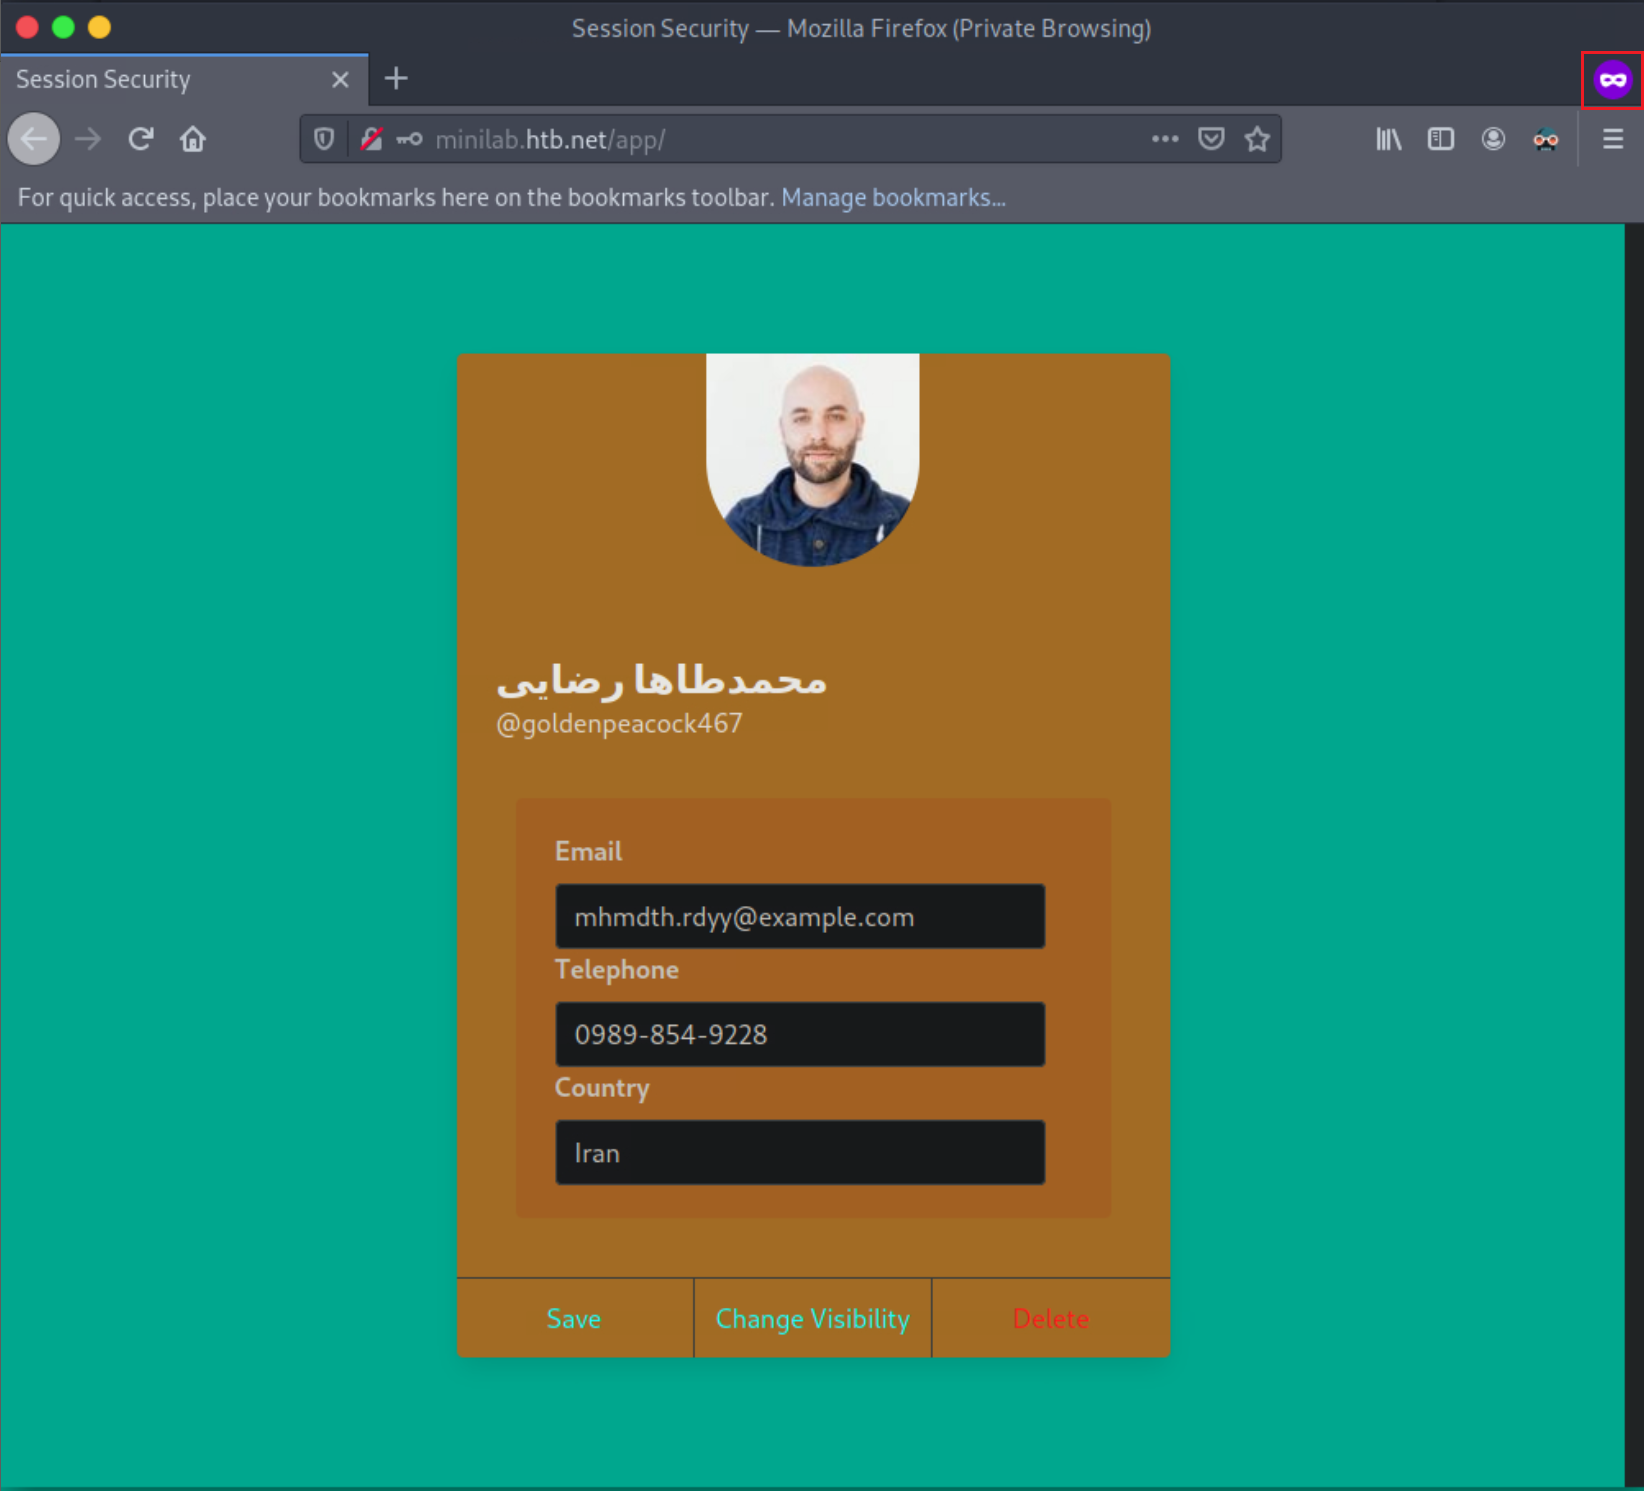 Session Security — Mozilla Firefox (Private Browsing)
Session Security
minilab.htb.net/app/
For quick access, place your bookmarks here on the bookmarks toolbar. Manage bookmarks...
محمدطاها رضایی
@goldenpeacock467
Email
mhmdth.rdyy@example.com
Telephone
0989-854-9228
Country
Iran
Save
Change Visibility
Delete